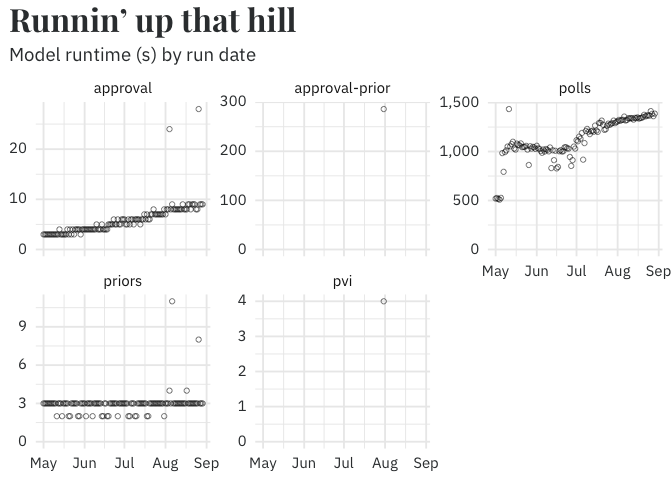 Runnin’ up that hill
Model runtime (s) by run date
approval
approval-prior
polls
20
10
0
300
200
100
0
1,500
1,000
500
0
May Jun Jul Aug Sep
priors
pvi
9
6
3
0
4
3
2
1
0
May Jun Jul Aug Sep
May Jun Jul Aug Sep